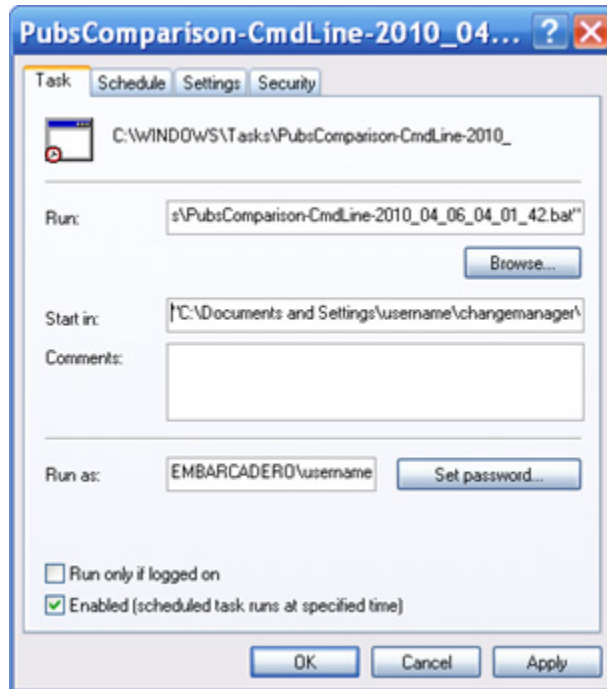 PubsComparison-CmdLine-2010_04...
Task Schedule Settings Security
C:\WINDOWS\Tasks\PubsComparison-CmdLine-2010_
Run: s\PubsComparison-CmdLine-2010_04_06_04_01_42.bat"
Browse...
Start in: "C:\Documents and Settings\username\changemanager\
Comments:
Run as: EMBARCADERO\username Set password...
Run only if logged on
Enabled (scheduled task runs at specified time)
OK Cancel Apply